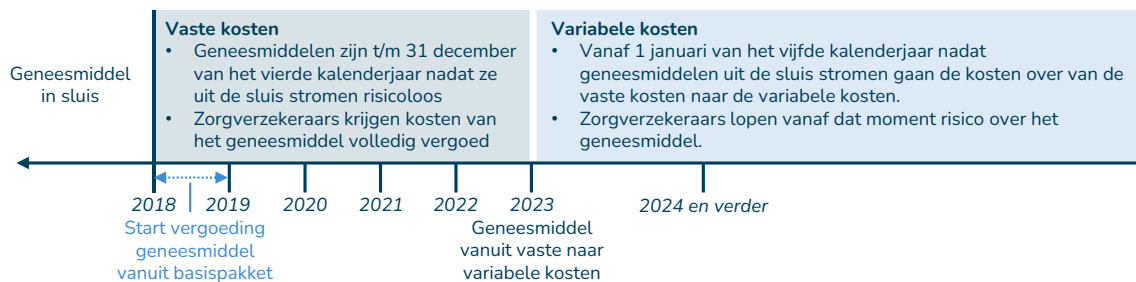 Geneesmiddel
in sluis
Vaste kosten
• Geneesmiddelen zijn t/m 31 december
van het vierde kalenderjaar nadat ze
uit de sluis stromen risicoloos
• Zorgverzekeraars krijgen kosten van
het geneesmiddel volledig vergoed
Variabele kosten
• Vanaf 1 januari van het vijfde kalenderjaar nadat
geneesmiddelen uit de sluis stromen gaan de kosten over van de
vaste kosten naar de variabele kosten.
• Zorgverzekeraars lopen vanaf dat moment risico over het
geneesmiddel.
2018 2019 2020 2021 2022 2023 2024 en verder
Start vergoeding
geneesmiddel
vanuit basispakket
Geneesmiddel
vanuit vaste naar
variabele kosten